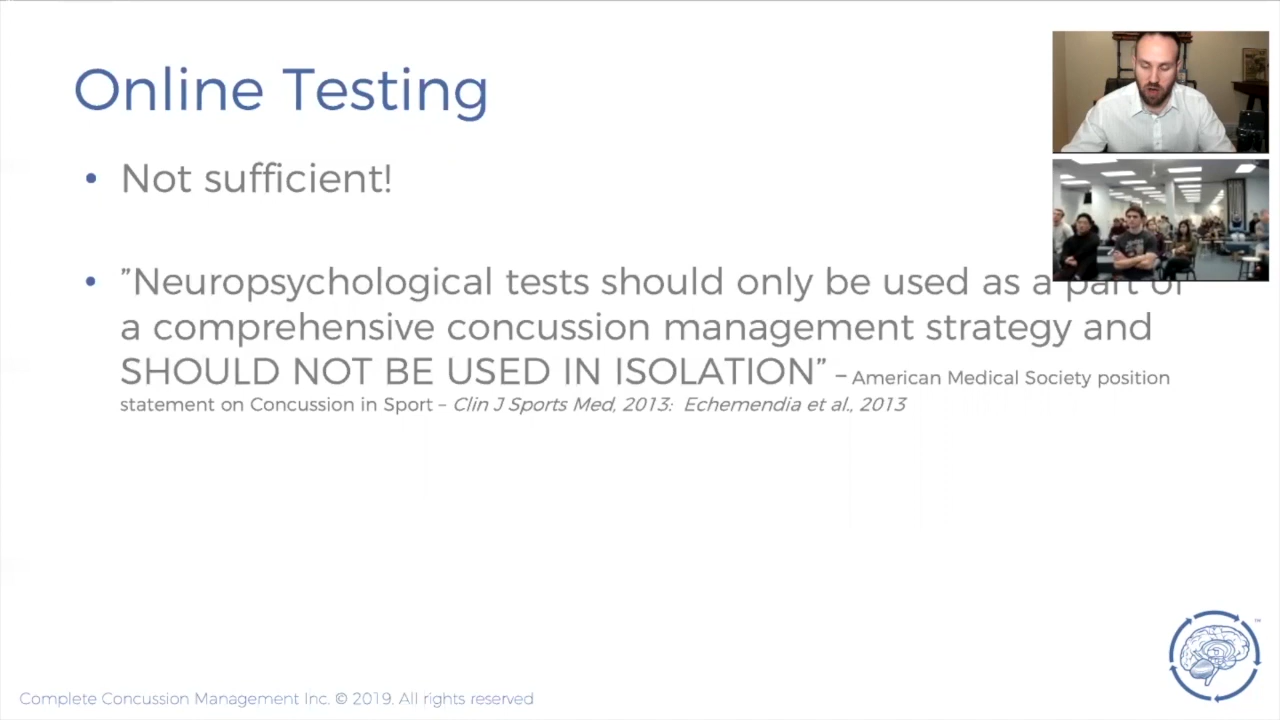 Online Testing
• Not sufficient!
• ”Neuropsychological tests should only be used as a part of
a comprehensive concussion management strategy and
SHOULD NOT BE USED IN ISOLATION” – American Medical Society position
statement on Concussion in Sport – Clin J Sports Med, 2013: Echemendia et al., 2013
TM
Complete Concussion Management Inc. © 2019. All rights reserved